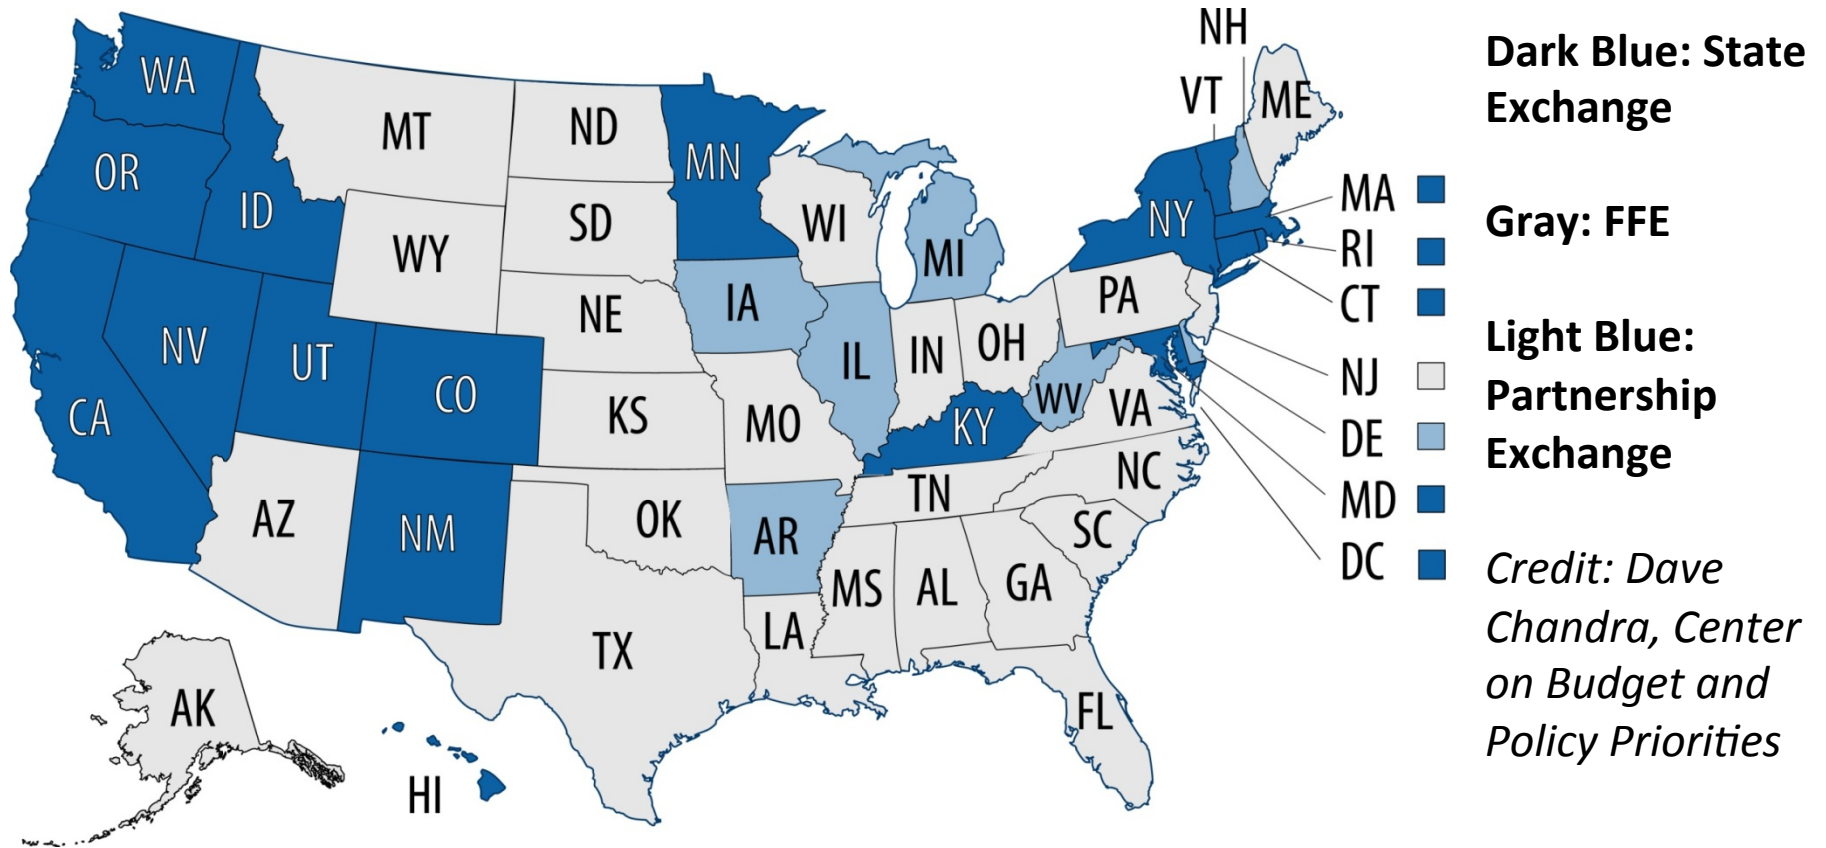 NH
VT
ME
WA
MT
ND
MN
OR
ID
SD
WI
MI
NY
WY
IA
NE
PA
NV
UT
CO
IL
IN
OH
CA
KS
MO
KY
WV
VA
AZ
NM
OK
AR
TN
NC
SC
MS
AL
GA
TX
LA
FL
AK
HI
MA
RI
CT
NJ
DE
MD
DC
Dark Blue: State
Exchange
Gray: FFE
Light Blue:
Partnership
Exchange
Credit: Dave
Chandra, Center
on Budget and
Policy Priorities